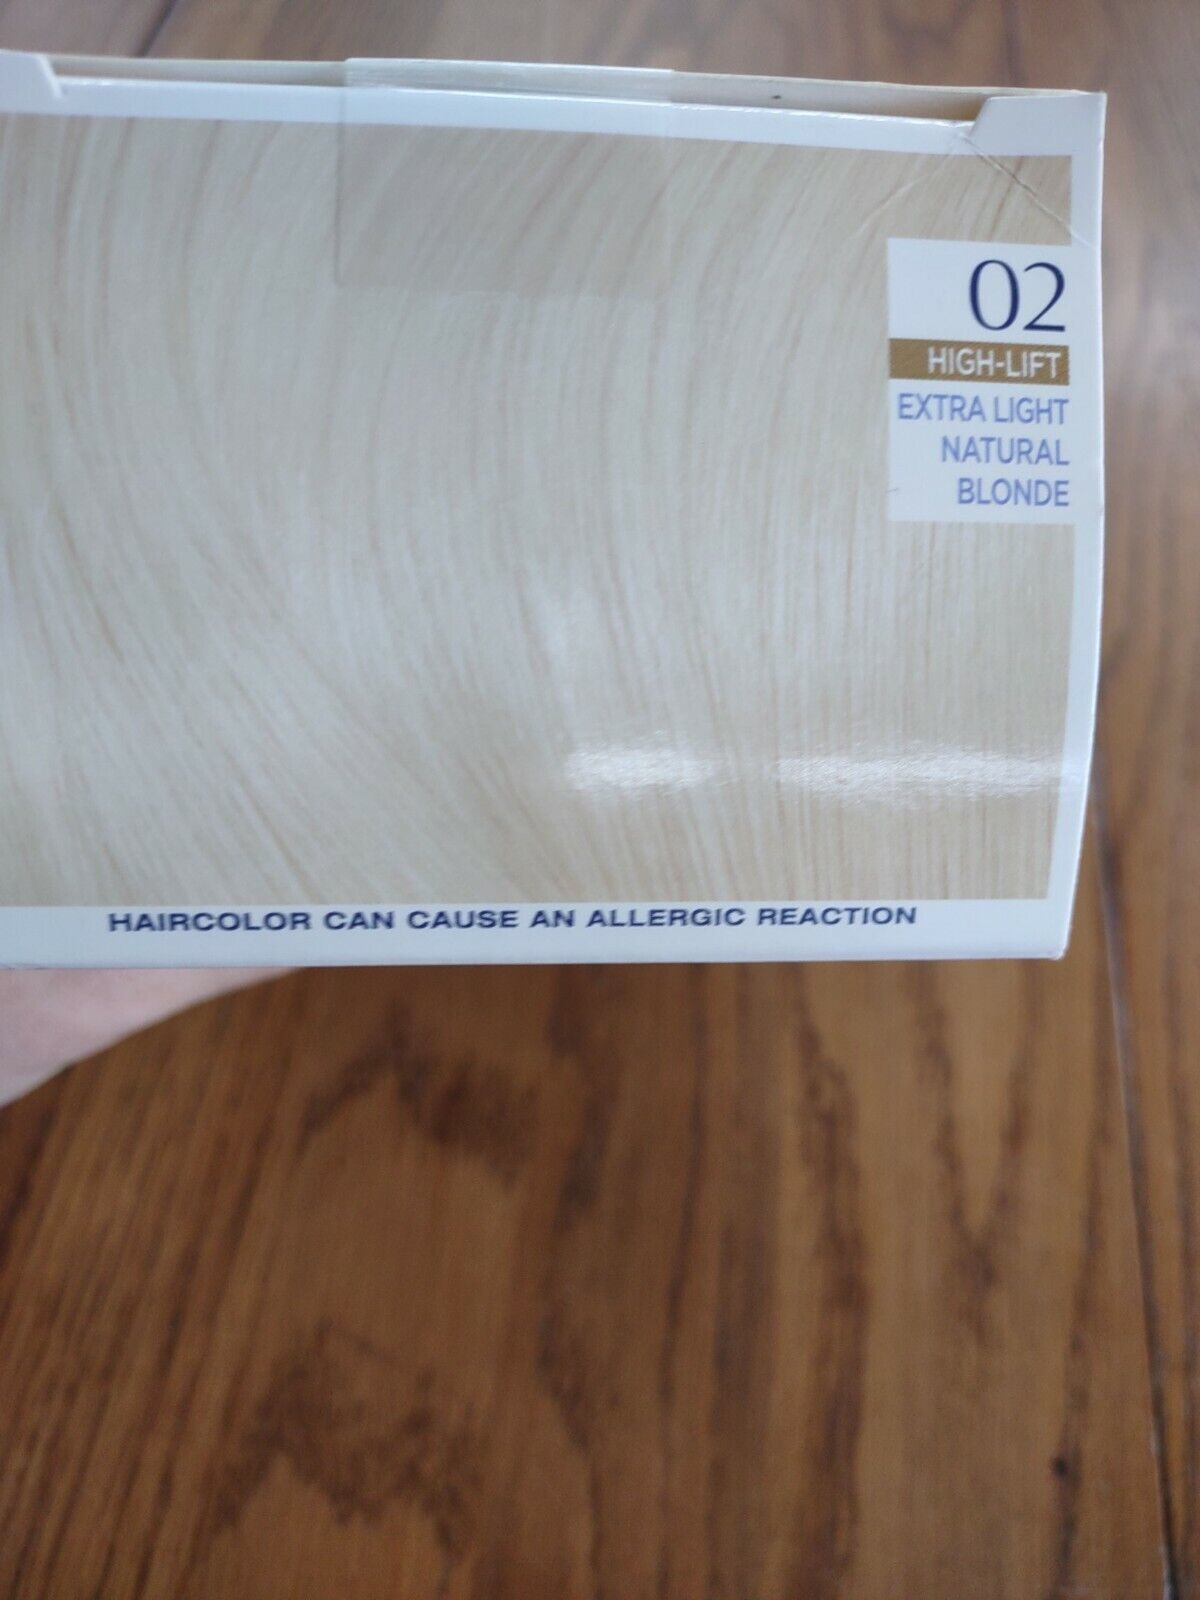 02
HIGH-LIFT
EXTRA LIGHT
NATURAL
BLONDE
HAIRCOLOR CAN CAUSE AN ALLERGIC REACTION